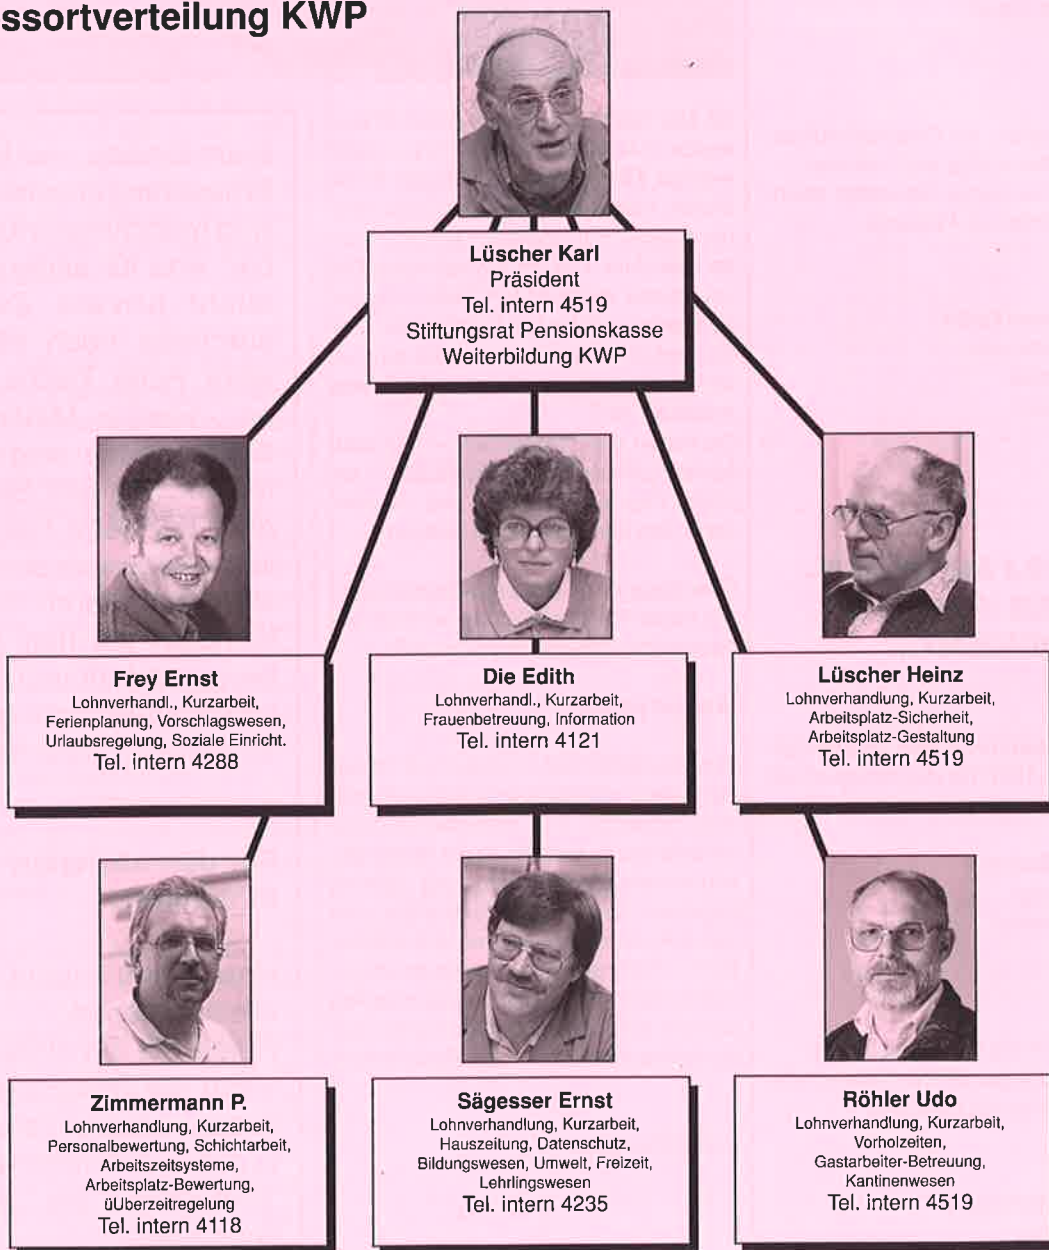 ssortverteilung KWP
Lüscher Karl
Präsident
Tel. intern 4519
Stiftungsrat Pensionskasse
Weiterbildung KWP
Frey Ernst
Lohnverhandl., Kurzarbeit,
Ferienplanung, Vorschlagswesen,
Urlaubsregelung, Soziale Einricht.
Tel. intern 4288
Die Edith
Lohnverhandl., Kurzarbeit,
Frauenbetreuung, Information
Tel. intern 4121
Lüscher Heinz
Lohnverhandlung, Kurzarbeit,
Arbeitsplatz-Sicherheit,
Arbeitsplatz-Gestaltung
Tel. intern 4519
Zimmermann P.
Lohnverhandlung, Kurzarbeit,
Personalbewertung, Schichtarbeit,
Arbeitszeitsysteme,
Arbeitsplatz-Bewertung,
üUberzeitregelung
Tel. intern 4118
Sägesser Ernst
Lohnverhandlung, Kurzarbeit,
Hauszeitung, Datenschutz,
Bildungswesen, Umwelt, Freizeit,
Lehrlingswesen
Tel. intern 4235
Röhler Udo
Lohnverhandlung, Kurzarbeit,
Vorholzeiten,
Gastarbeiter-Betreuung,
Kantinenwesen
Tel. intern 4519